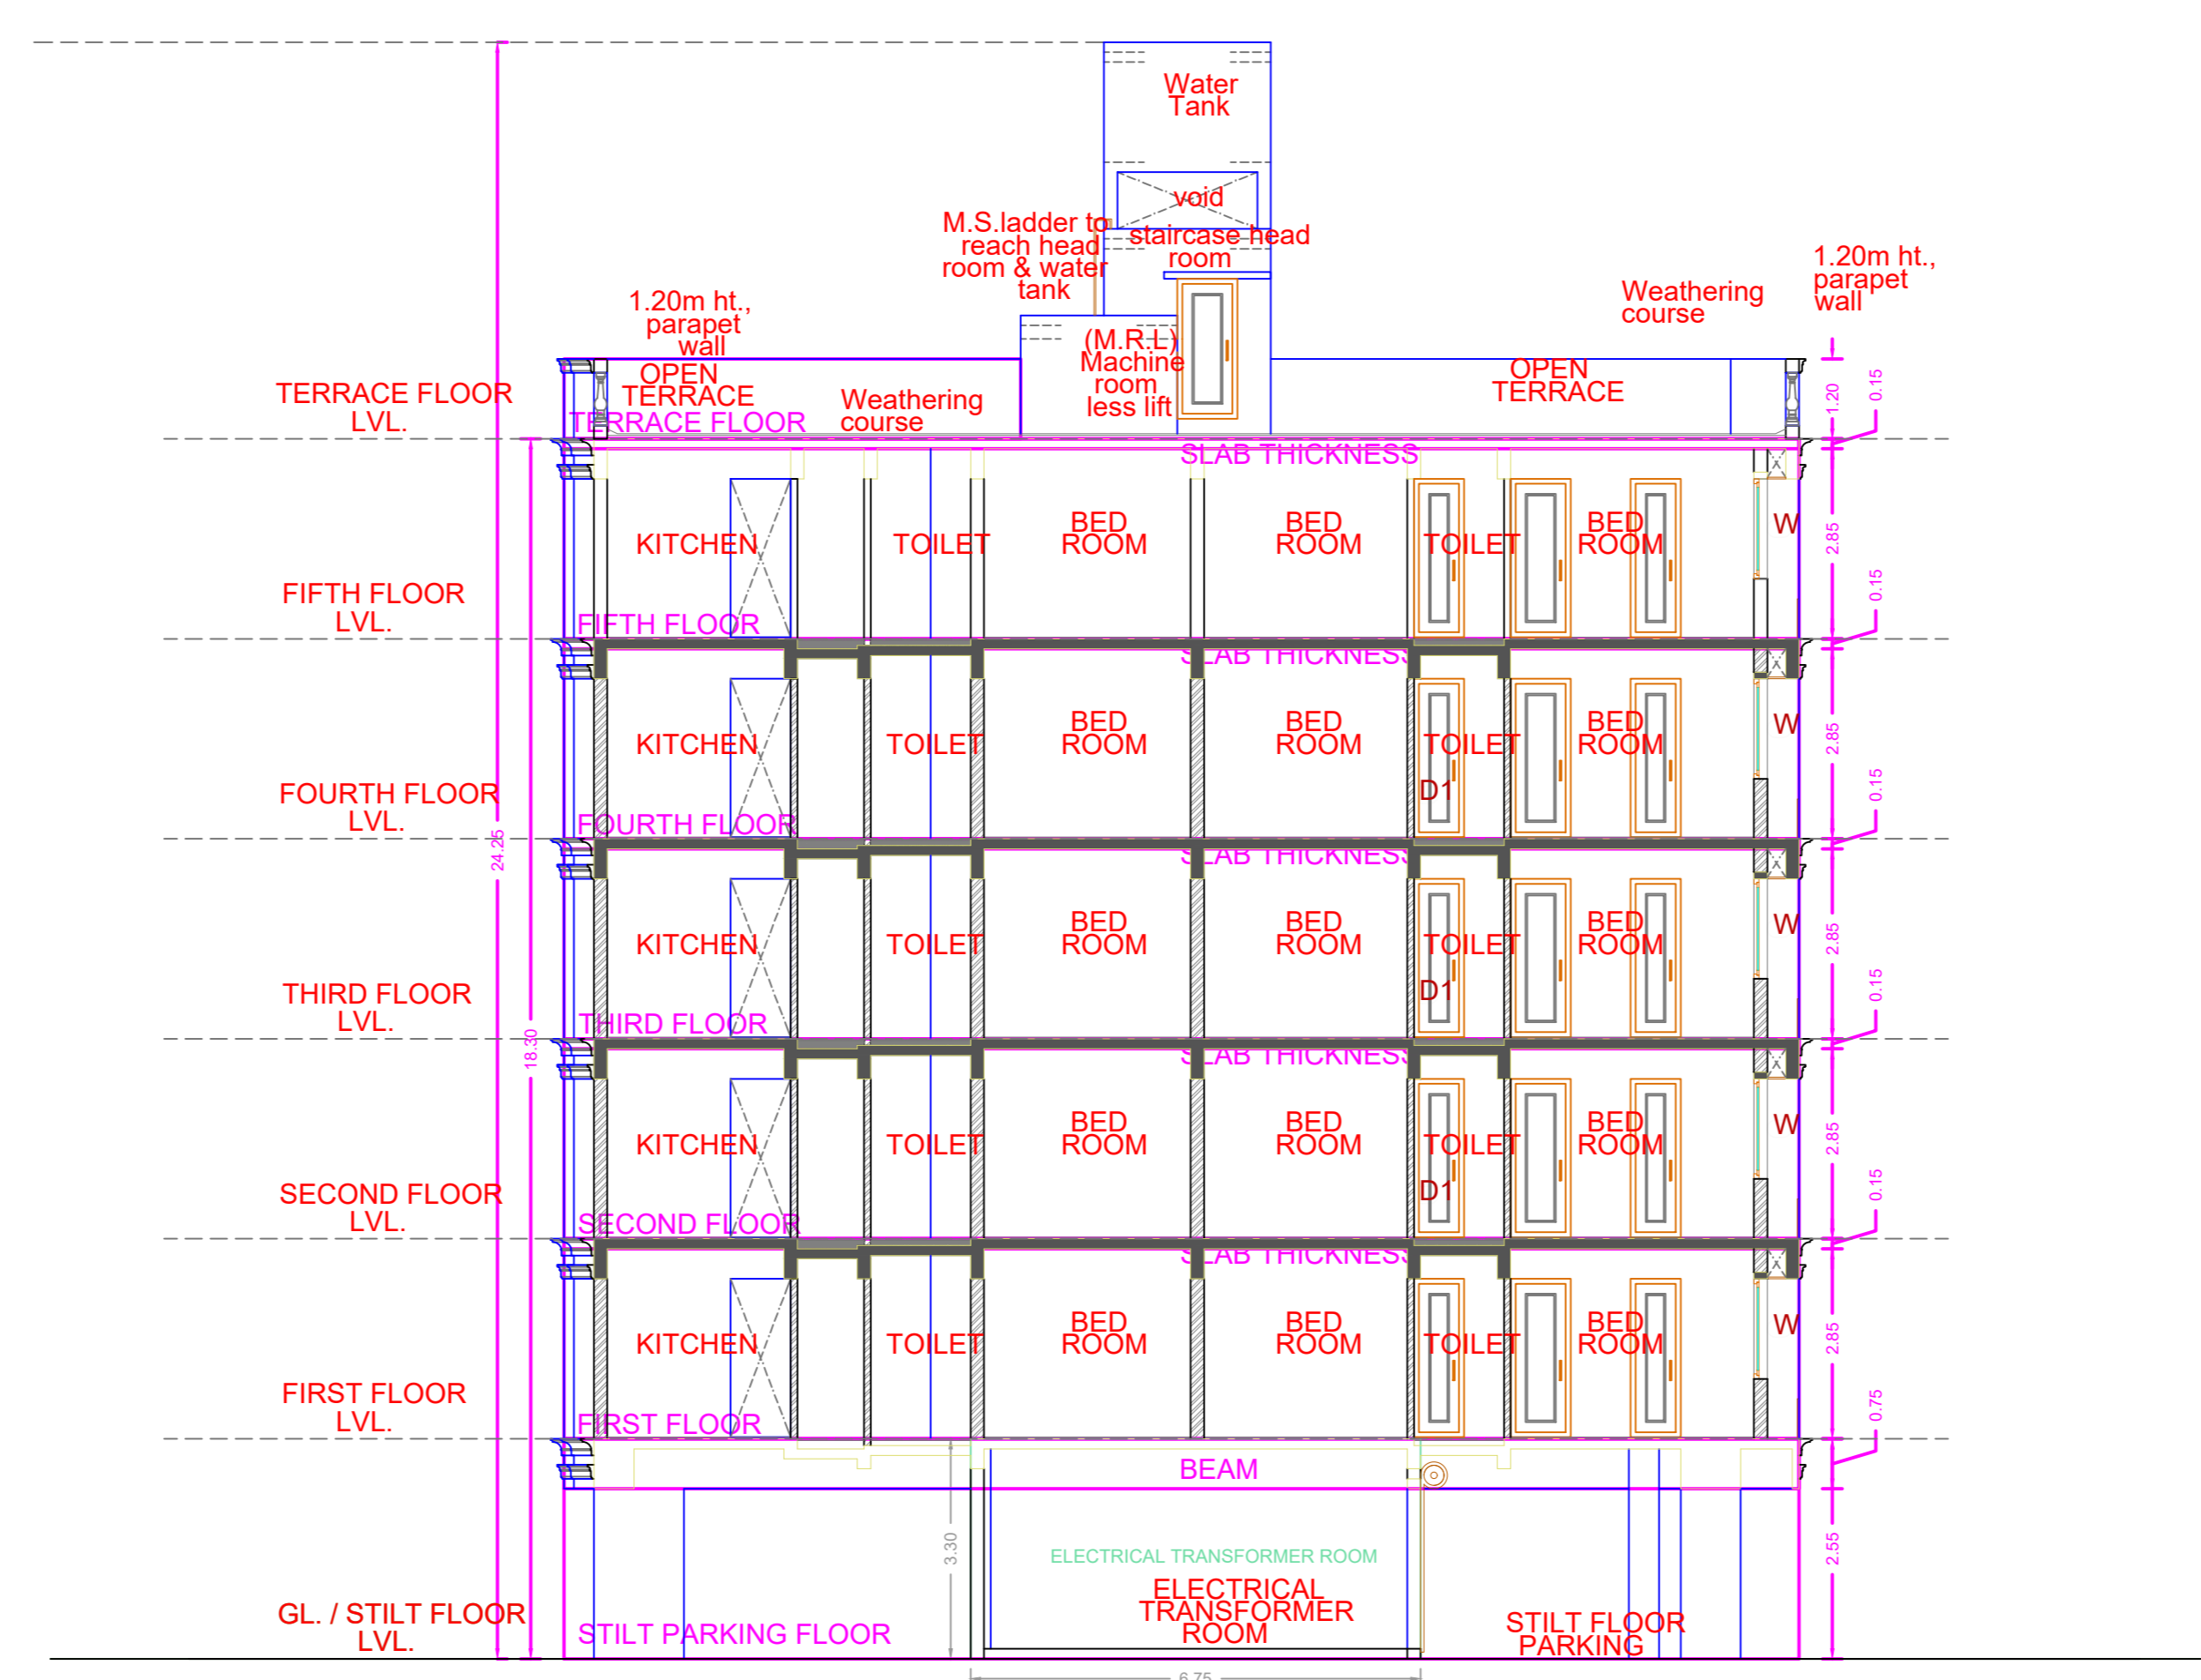 Water
Tank
void
staircase head
room
M.S.ladder to
reach head
room & water
tank
1.20m ht.,
parapet
wall
Weathering
course
1.20m ht.,
parapet
wall
(M.R.L)
Machine
room
less lift
OPEN
TERRACE
OPEN
TERRACE
Weathering
course
TERRACE FLOOR
LVL.
TERRACE FLOOR
1.20
0.15
SLAB THICKNESS
KITCHEN
TOILET
BED
ROOM
BED
ROOM
TOILET
BED
ROOM
W
2.85
0.15
FIFTH FLOOR
LVL.
FIFTH FLOOR
SLAB THICKNESS
KITCHEN
TOILET
BED
ROOM
BED
ROOM
TOILET
D1
BED
ROOM
W
2.85
0.15
FOURTH FLOOR
LVL.
FOURTH FLOOR
24.25
SLAB THICKNESS
KITCHEN
TOILET
BED
ROOM
BED
ROOM
TOILET
D1
BED
ROOM
W
2.85
0.15
THIRD FLOOR
LVL.
THIRD FLOOR
18.30
SLAB THICKNESS
KITCHEN
TOILET
BED
ROOM
BED
ROOM
TOILET
D1
BED
ROOM
W
2.85
0.15
SECOND FLOOR
LVL.
SECOND FLOOR
SLAB THICKNESS
KITCHEN
TOILET
BED
ROOM
BED
ROOM
TOILET
BED
ROOM
W
2.85
0.75
FIRST FLOOR
LVL.
FIRST FLOOR
BEAM
3.30
2.55
ELECTRICAL TRANSFORMER ROOM
ELECTRICAL
TRANSFORMER
ROOM
GL. / STILT FLOOR
LVL.
STILT PARKING FLOOR
STILT FLOOR
PARKING
6.75